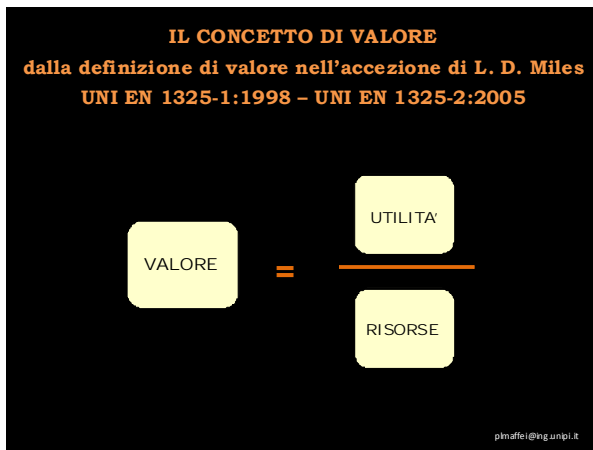 IL CONCETTO DI VALORE
dalla definizione di valore nell'accezione di L. D. Miles
UNI EN 1325-1:1998 – UNI EN 1325-2:2005
UTILITA'
VALORE
=
RISORSE
plmaffei@ing.unipi.it